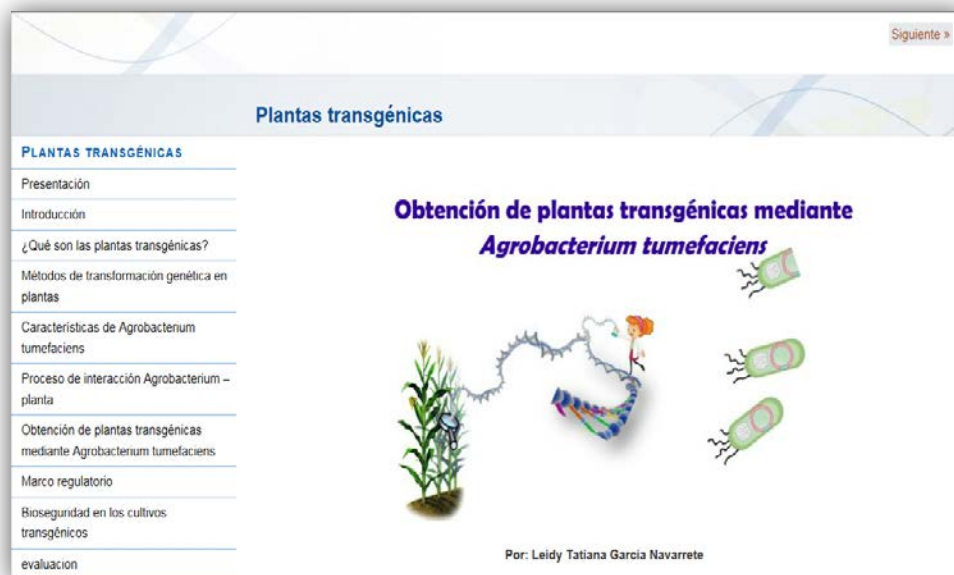 Siguiente »
Plantas transgénicas
PLANTAS TRANSGÉNICAS
Presentación
Introducción
¿Qué son las plantas transgénicas?
Métodos de transformación genética en
plantas
Características de Agrobacterium
tumefaciens
Proceso de interacción Agrobacterium –
planta
Obtención de plantas transgénicas
mediante Agrobacterium tumefaciens
Marco regulatorio
Bioseguridad en los cultivos
transgénicos
evaluacion
Obtención de plantas transgénicas mediante
Agrobacterium tumefaciens
Por: Leidy Tatiana Garcia Navarrete